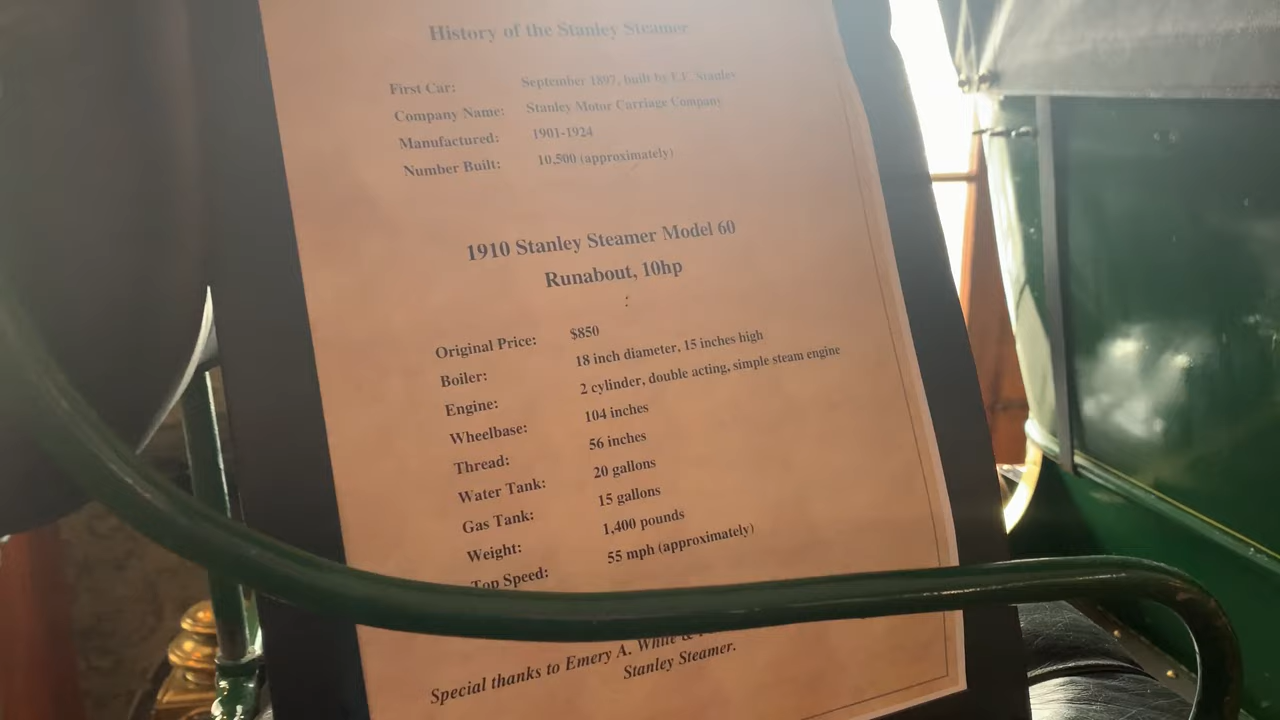 History of the Stanley Steamer
First Car: September 1897, built by F.E. Stanley
Company Name: Stanley Motor Carriage Company
Manufactured: 1901-1924
Number Built: 10,500 (approximately)
1910 Stanley Steamer Model 60
Runabout, 10hp
:
Original Price: $850
Boiler: 18 inch diameter, 15 inches high
Engine: 2 cylinder, double acting, simple steam engine
Wheelbase: 104 inches
Thread: 56 inches
Water Tank: 20 gallons
Gas Tank: 15 gallons
Weight: 1,400 pounds
Top Speed: 55 mph (approximately)
Special thanks to Emery A. White &
Stanley Steamer.